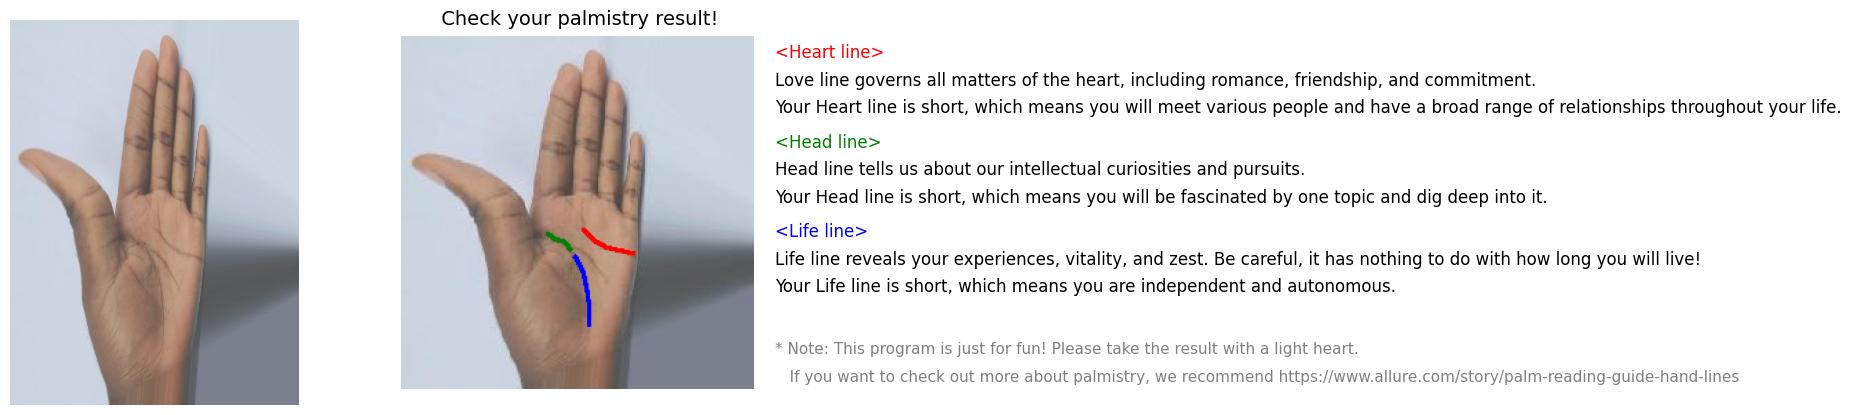 Check your palmistry result!
<Heart line>
Love line governs all matters of the heart, including romance, friendship, and commitment.
Your Heart line is short, which means you will meet various people and have a broad range of relationships throughout your life.
<Head line>
Head line tells us about our intellectual curiosities and pursuits.
Your Head line is short, which means you will be fascinated by one topic and dig deep into it.
<Life line>
Life line reveals your experiences, vitality, and zest. Be careful, it has nothing to do with how long you will live!
Your Life line is short, which means you are independent and autonomous.
* Note: This program is just for fun! Please take the result with a light heart.
If you want to check out more about palmistry, we recommend https://www.allure.com/story/palm-reading-guide-hand-lines